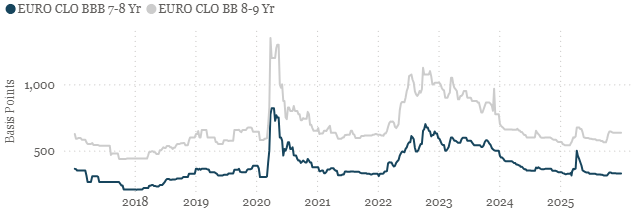 EURO CLO BBB 7-8 Yr EURO CLO BB 8-9 Yr
Basis Points
1,000
500
2018 2019 2020 2021 2022 2023 2024 2025